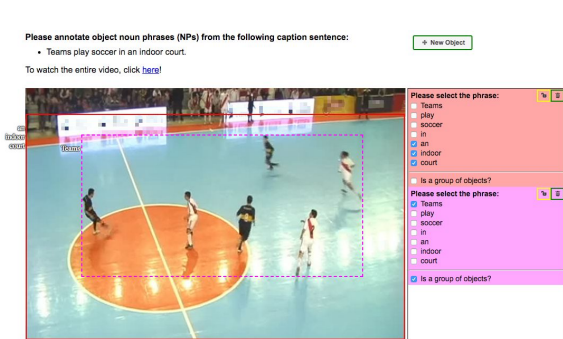 Please annotate object noun phrases (NPs) from the following caption sentence:
• Teams play soccer in an indoor court.
To watch the entire video, click here!
+ New Object
an
indoor
court
Teams
Please select the phrase:
Teams
play
soccer
in
an
indoor
court
Is a group of objects?
Please select the phrase:
Teams
play
soccer
in
an
indoor
court
Is a group of objects?